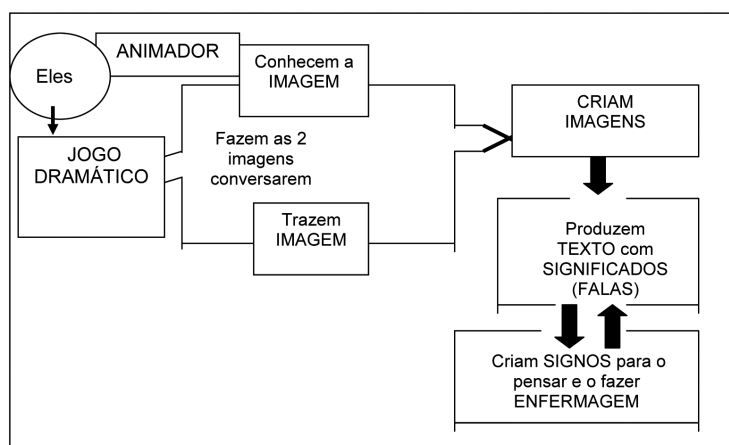 Eles
ANIMADOR
JOGO
DRAMÁTICO
Conhecem a
IMAGEM
Fazem as 2
imagens
conversarem
Trazem
IMAGEM
CRIAM
IMAGENS
Produzem
TEXTO com
SIGNIFICADOS
(FALAS)
Criam SIGNOS para o
pensar e o fazer
ENFERMAGEM